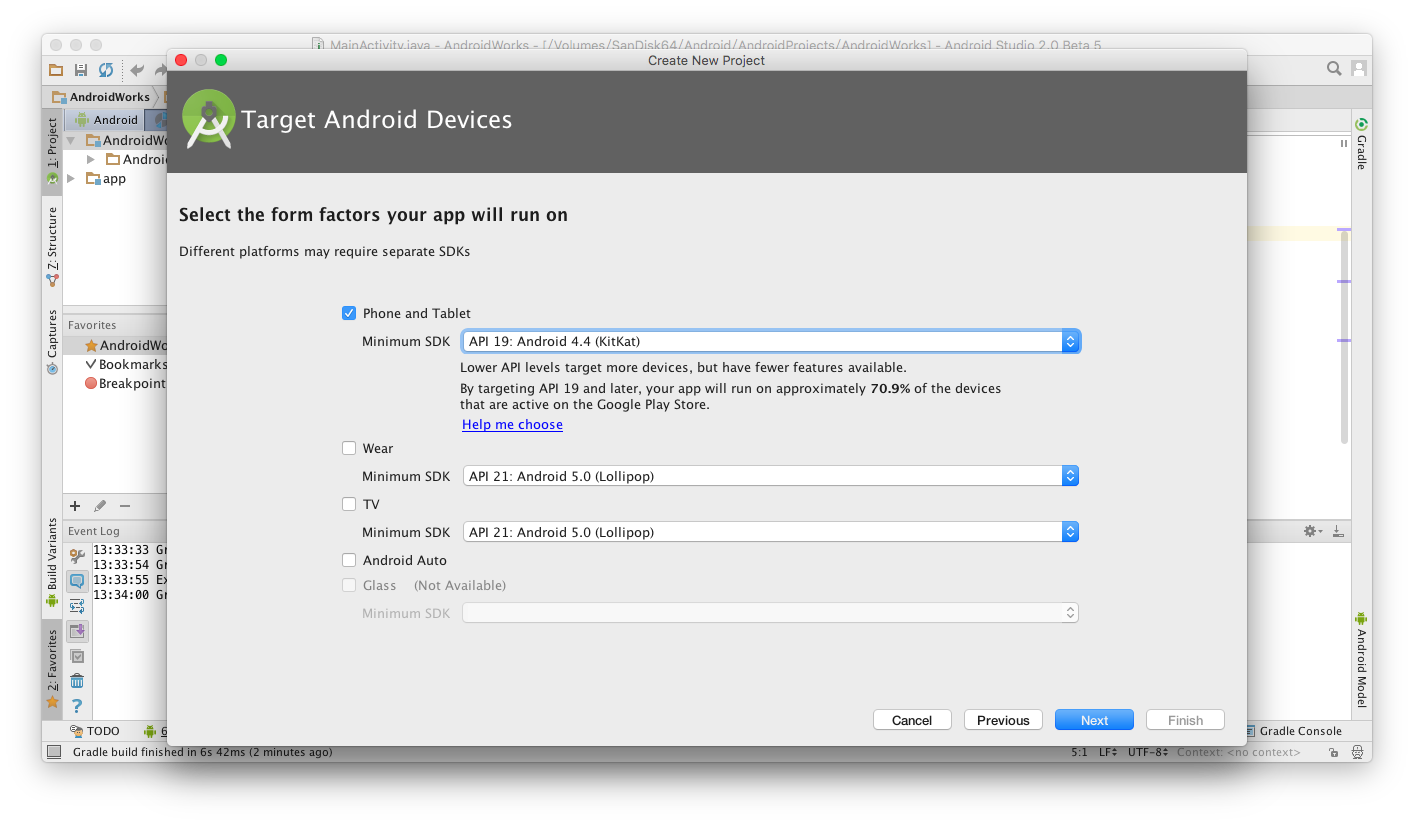 MainActivity.java - AndroidWorks - [/Volumes/SanDisk64/Android/AndroidProjects/AndroidWorks] - Android Studio 2.0 Beta 5
Create New Project
AndroidWorks
Target Android Devices
1: Project
Android
AndroidWo
Androi
app
Gradle
Select the form factors your app will run on
Different platforms may require separate SDKs
Z: Structure
Captures
Favorites
AndroidWo
Bookmarks
Breakpoint
Phone and Tablet
Minimum SDK API 19: Android 4.4 (KitKat)
Lower API levels target more devices, but have fewer features available.
By targeting API 19 and later, your app will run on approximately 70.9% of the devices
that are active on the Google Play Store.
Help me choose
Wear
Minimum SDK API 21: Android 5.0 (Lollipop)
TV
Minimum SDK API 21: Android 5.0 (Lollipop)
Android Auto
Glass (Not Available)
Minimum SDK
Build Variants
Event Log
13:33:33 Gr
13:33:54 Gr
13:33:55 Ex
13:34:00 Gr
2: Favorites
Android Model
Cancel Previous Next Finish
TODO 6
Gradle Console
Gradle build finished in 6s 42ms (2 minutes ago)
5:1 LF UTF-8 Context: <no context>